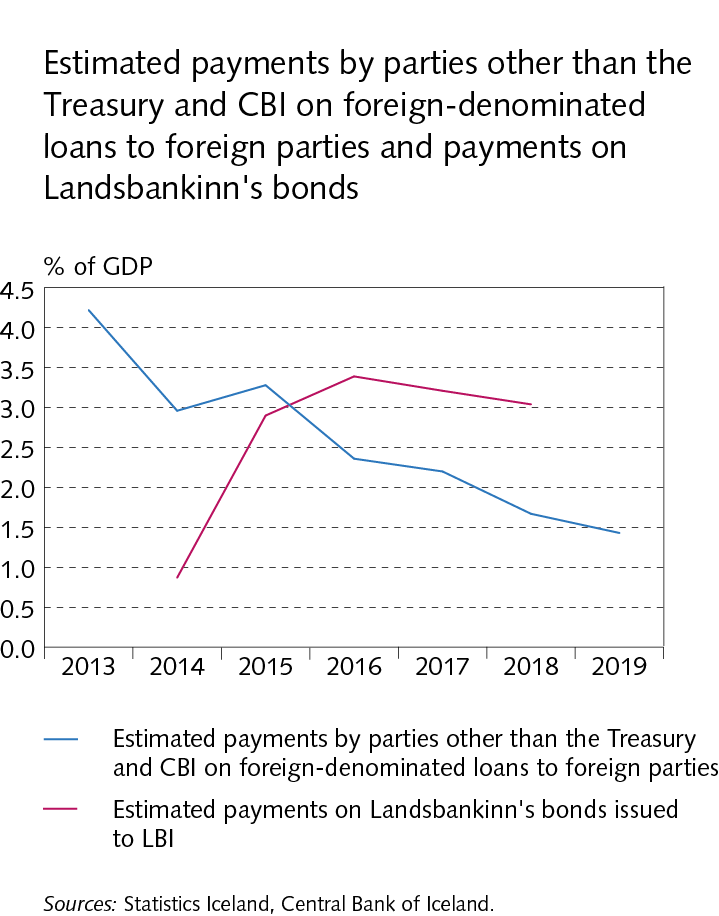 Estimated payments by parties other than the
Treasury and CBI on foreign-denominated
loans to foreign parties and payments on
Landsbankinn's bonds
% of GDP
4.5
4.0
3.5
3.0
2.5
2.0
1.5
1.0
0.5
0.0
2013 2014 2015 2016 2017 2018 2019
Estimated payments by parties other than the Treasury
and CBI on foreign-denominated loans to foreign parties
Estimated payments on Landsbankinn's bonds issued
to LBI
Sources: Statistics Iceland, Central Bank of Iceland.